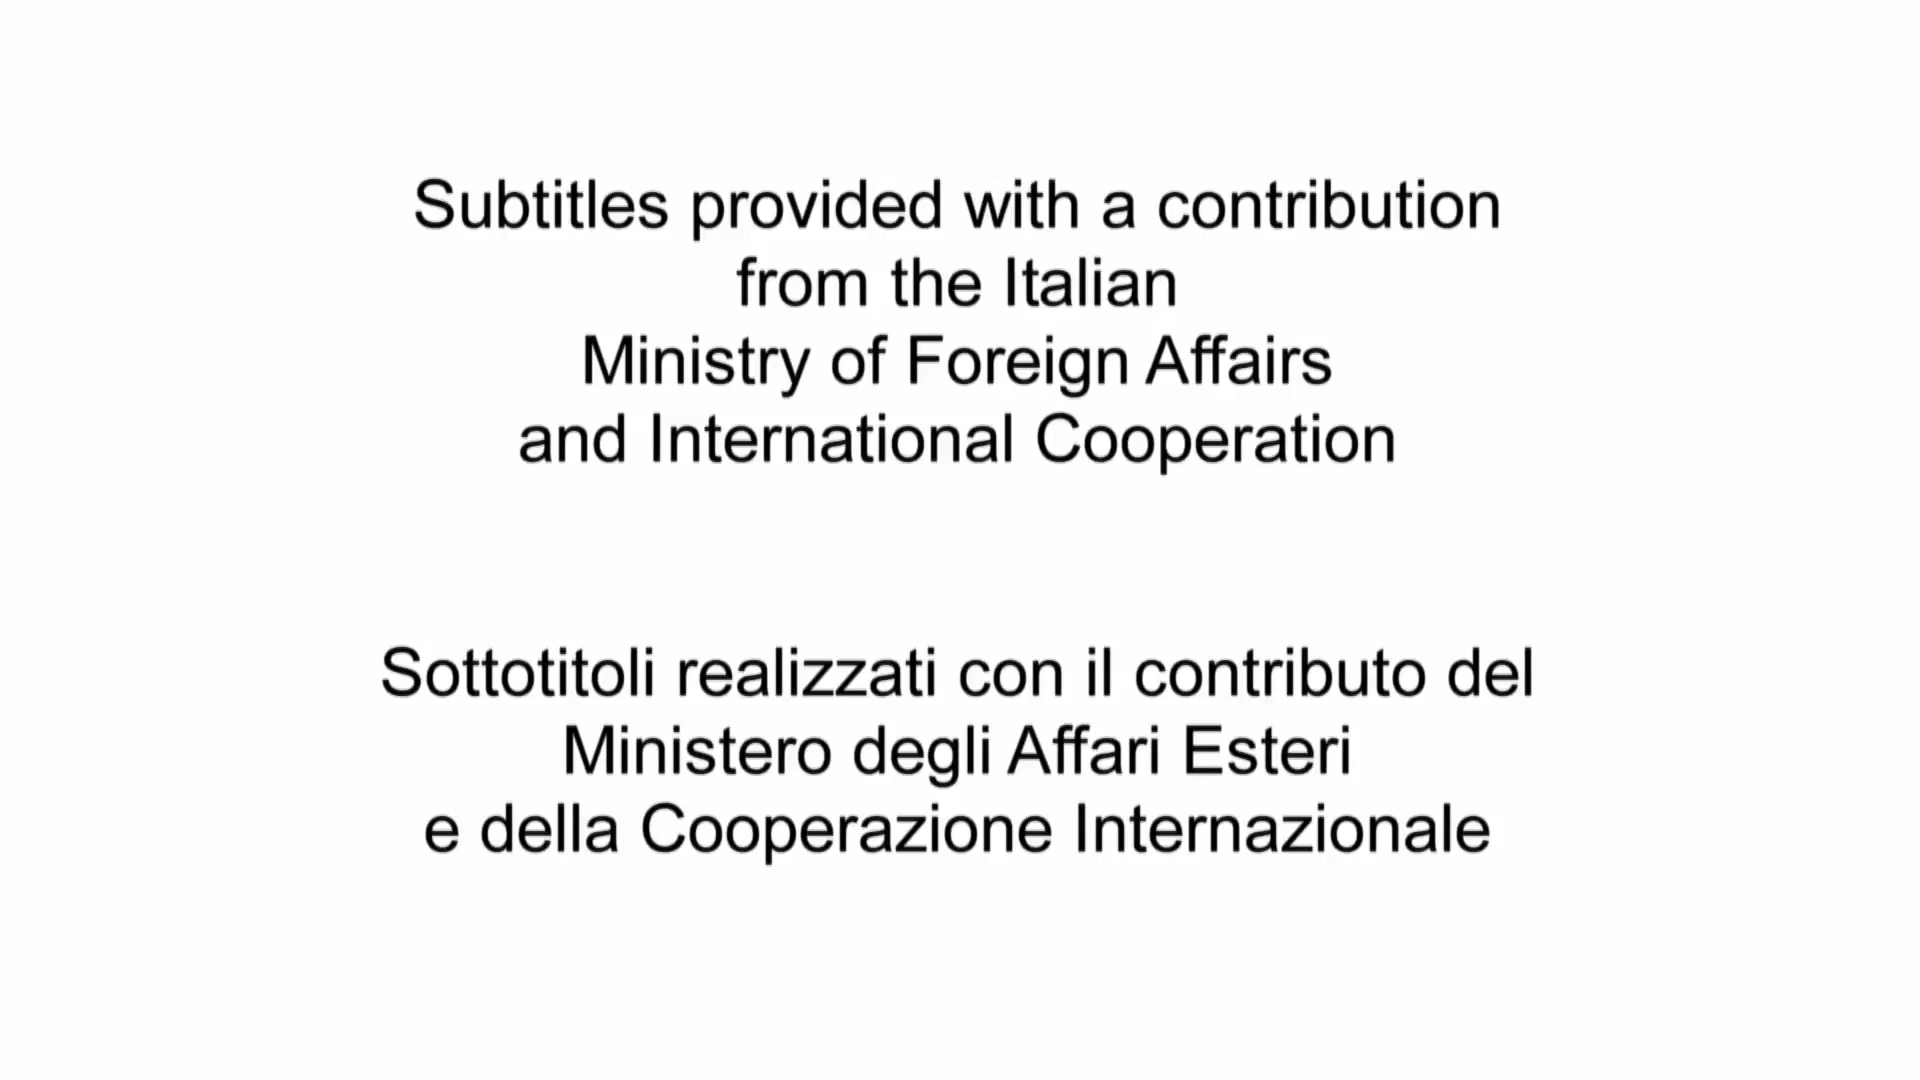 Subtitles provided with a contribution
from the Italian
Ministry of Foreign Affairs
and International Cooperation
Sottotitoli realizzati con il contributo del
Ministero degli Affari Esteri
e della Cooperazione Internazionale